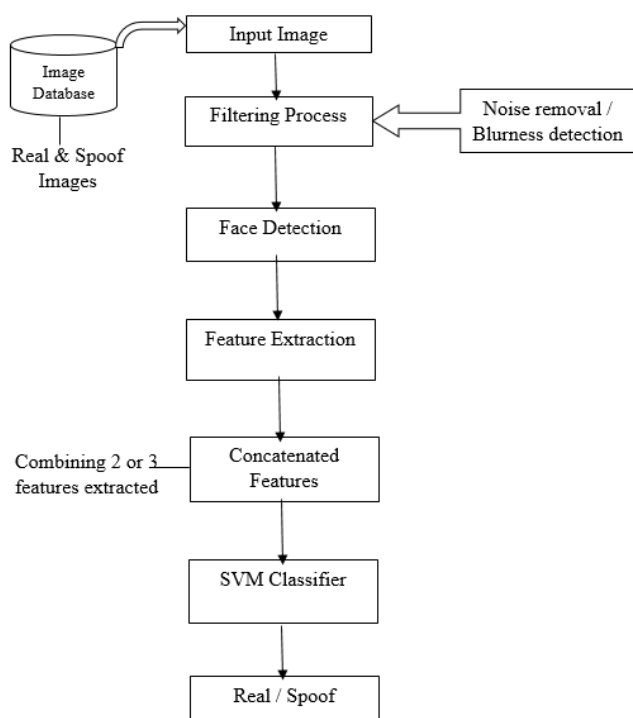 Input Image
Image
Database
Real & Spoof
Images
Filtering Process
Noise removal /
Blurness detection
Face Detection
Feature Extraction
Combining 2 or 3
features extracted
Concatenated
Features
SVM Classifier
Real / Spoof